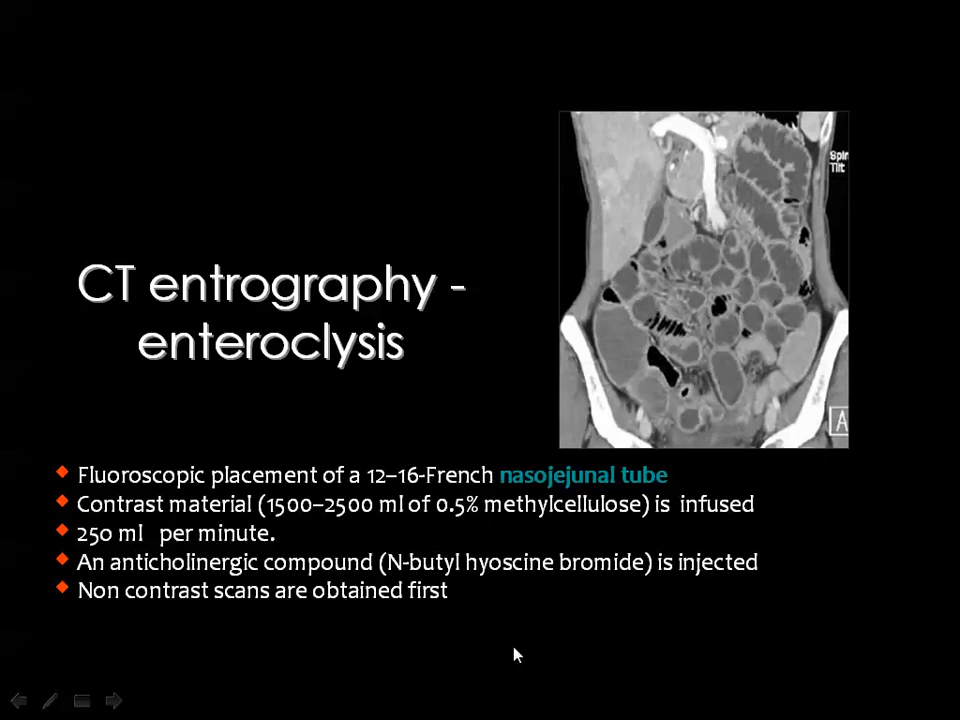 CT entrography -
enteroclysis
Spin
Tilt
A
Fluoroscopic placement of a 12–16-French nasojejunal tube
Contrast material (1500–2500 ml of 0.5% methylcellulose) is infused
250 ml per minute.
An anticholinergic compound (N-butyl hyoscine bromide) is injected
Non contrast scans are obtained first